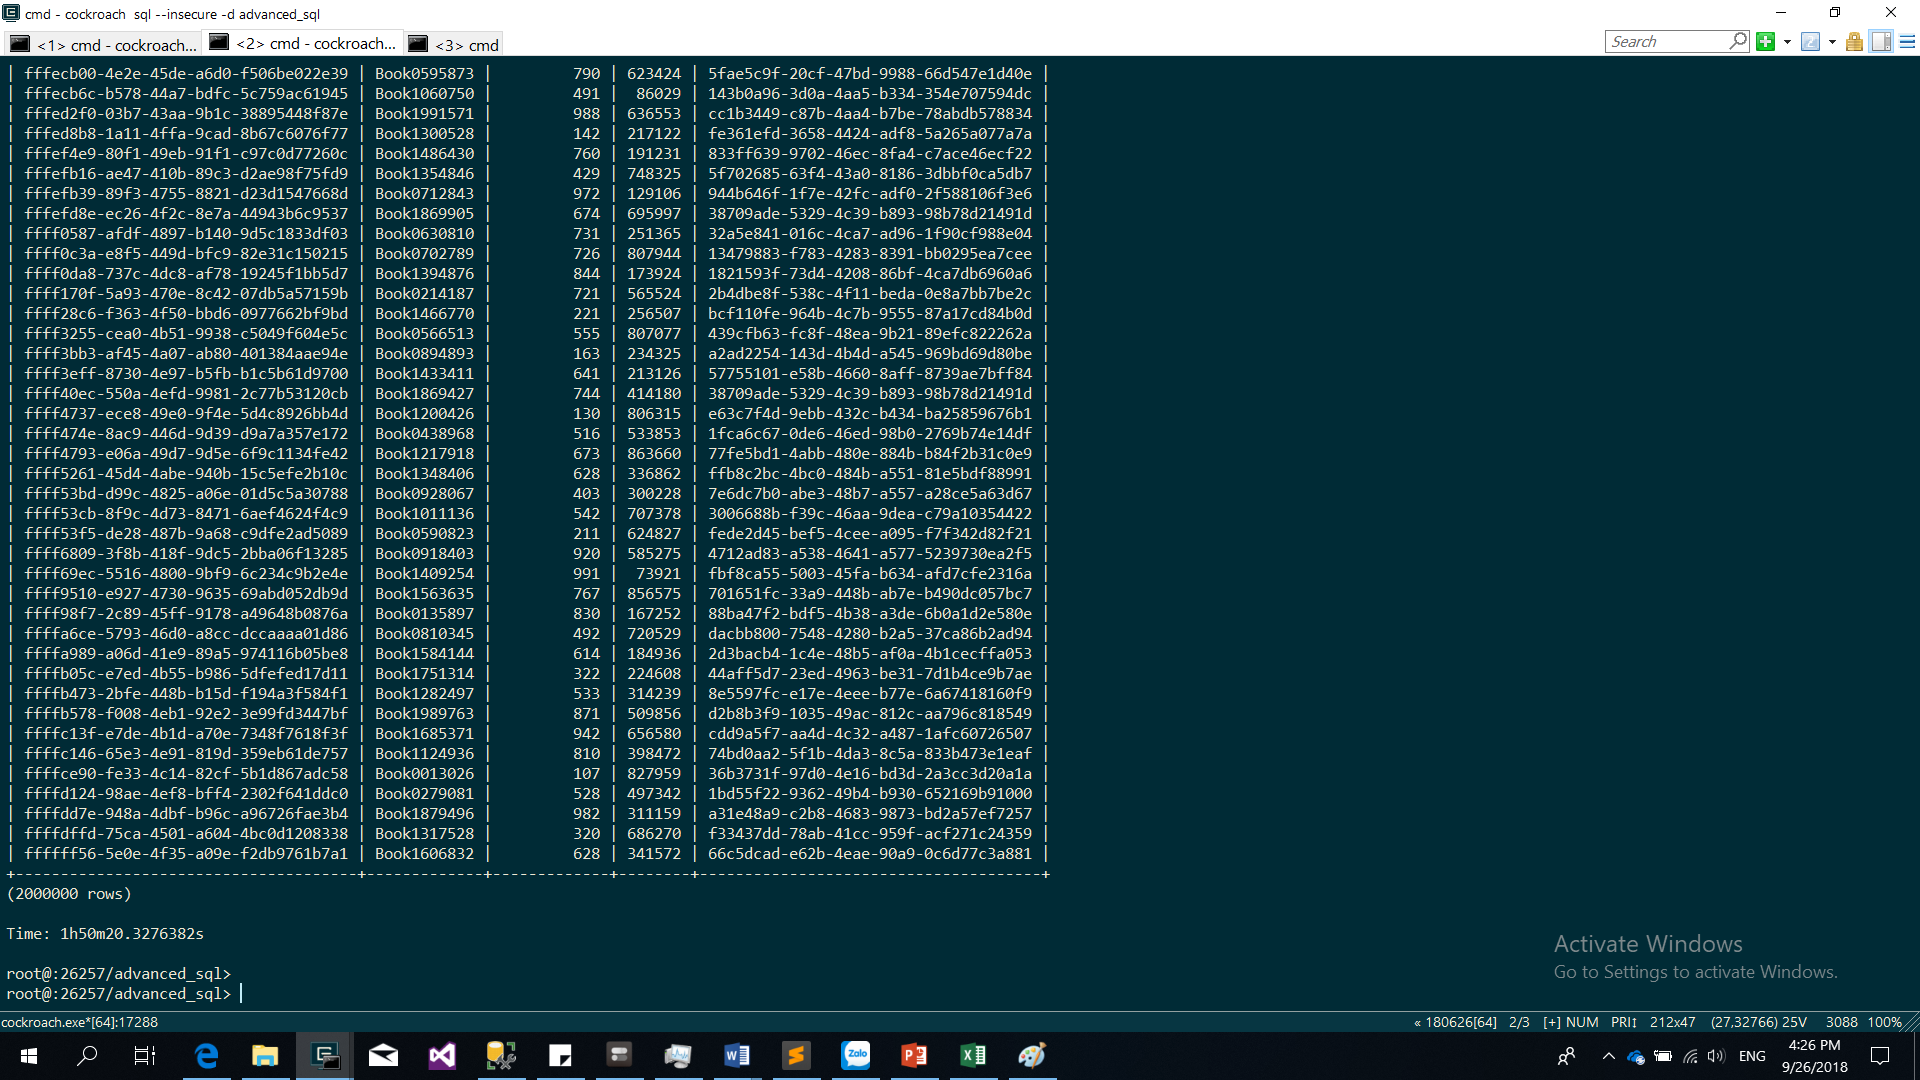 cmd - cockroach  sql --insecure -d advanced_sql
<1> cmd - cockroach... <2> cmd - cockroach... <3> cmd Search
| fffecb00-4e2e-45de-a6d0-f506be022e39 | Book0595873 | 790 | 623424 | 5fae5c9f-20cf-47bd-9988-66d547e1d40e |
| fffecb6c-b578-44a7-bdfc-5c759ac61945 | Book1060750 | 491 | 86029 | 143b0a96-3d0a-4aa5-b334-354e707594dc |
| fffed2f0-03b7-43aa-9b1c-38895448f87e | Book1991571 | 988 | 636553 | cc1b3449-c87b-4aa4-b7be-78abdb578834 |
| fffed8b8-1a11-4ffa-9cad-8b67c6076f77 | Book1300528 | 142 | 217122 | fe361efd-3658-4424-adf8-5a265a077a7a |
| fffef4e9-80f1-49eb-91f1-c97c0d77260c | Book1486430 | 760 | 191231 | 833ff639-9702-46ec-8fa4-c7ace46ecf22 |
| fffefb16-ae47-410b-89c3-d2ae98f75fd9 | Book1354846 | 429 | 748325 | 5f702685-63f4-43a0-8186-3dbbf0ca5db7 |
| fffefb39-89f3-4755-8821-d23d1547668d | Book0712843 | 972 | 129106 | 944b646f-1f7e-42fc-adf0-2f588106f3e6 |
| fffefd8e-ec26-4f2c-8e7a-44943b6c9537 | Book1869905 | 674 | 695997 | 38709ade-5329-4c39-b893-98b78d21491d |
| ffff0587-afdf-4897-b140-9d5c1833df03 | Book0630810 | 731 | 251365 | 32a5e841-016c-4ca7-ad96-1f90cf988e04 |
| ffff0c3a-e8f5-449d-bfc9-82e31c150215 | Book0702789 | 726 | 807944 | 13479883-f783-4283-8391-bb0295ea7cee |
| ffff0da8-737c-4dc8-af78-19245f1bb5d7 | Book1394876 | 844 | 173924 | 1821593f-73d4-4208-86bf-4ca7db6960a6 |
| ffff170f-5a93-470e-8c42-07db5a57159b | Book0214187 | 721 | 565524 | 2b4dbe8f-538c-4f11-beda-0e8a7bb7be2c |
| ffff28c6-f363-4f50-bbd6-0977662bf9bd | Book1466770 | 221 | 256507 | bcf110fe-964b-4c7b-9555-87a17cd84b0d |
| ffff3255-cea0-4b51-9938-c5049f604e5c | Book0566513 | 555 | 807077 | 439cfb63-fc8f-48ea-9b21-89efc822262a |
| ffff3bb3-af45-4a07-ab80-401384aae94e | Book0894893 | 163 | 234325 | a2ad2254-143d-4b4d-a545-969bd69d80be |
| ffff3eff-8730-4e97-b5fb-b1c5b61d9700 | Book1433411 | 641 | 213126 | 57755101-e58b-4660-8aff-8739ae7bff84 |
| ffff40ec-550a-4efd-9981-2c77b53120cb | Book1869427 | 744 | 414180 | 38709ade-5329-4c39-b893-98b78d21491d |
| ffff4737-ece8-49e0-9f4e-5d4c8926bb4d | Book1200426 | 130 | 806315 | e63c7f4d-9ebb-432c-b434-ba25859676b1 |
| ffff474e-8ac9-446d-9d39-d9a7a357e172 | Book0438968 | 516 | 533853 | 1fca6c67-0de6-46ed-98b0-2769b74e14df |
| ffff4793-e06a-49d7-9d5e-6f9c1134fe42 | Book1217918 | 673 | 863660 | 77fe5bd1-4abb-480e-884b-b84f2b31c0e9 |
| ffff5261-45d4-4abe-940b-15c5efe2b10c | Book1348406 | 628 | 336862 | ffb8c2bc-4bc0-484b-a551-81e5bdf88991 |
| ffff53bd-d99c-4825-a06e-01d5c5a30788 | Book0928067 | 403 | 300228 | 7e6dc7b0-abe3-48b7-a557-a28ce5a63d67 |
| ffff53cb-8f9c-4d73-8471-6aef4624f4c9 | Book1011136 | 542 | 707378 | 3006688b-f39c-46aa-9dea-c79a10354422 |
| ffff53f5-de28-487b-9a68-c9dfe2ad5089 | Book0590823 | 211 | 624827 | fede2d45-bef5-4cee-a095-f7f342d82f21 |
| ffff6809-3f8b-418f-9dc5-2bba06f13285 | Book0918403 | 920 | 585275 | 4712ad83-a538-4641-a577-5239730ea2f5 |
| ffff69ec-5516-4800-9bf9-6c234c9b2e4e | Book1409254 | 991 | 73921 | fbf8ca55-5003-45fa-b634-afd7cfe2316a |
| ffff9510-e927-4730-9635-69abd052db9d | Book1563635 | 767 | 856575 | 701651fc-33a9-448b-ab7e-b490dc057bc7 |
| ffff98f7-2c89-45ff-9178-a49648b0876a | Book0135897 | 830 | 167252 | 88ba47f2-bdf5-4b38-a3de-6b0a1d2e580e |
| ffffa6ce-5793-46d0-a8cc-dccaaaa01d86 | Book0810345 | 492 | 720529 | dacbb800-7548-4280-b2a5-37ca86b2ad94 |
| ffffa989-a06d-41e9-89a5-974116b05be8 | Book1584144 | 614 | 184936 | 2d3bacb4-1c4e-48b5-af0a-4b1cecffa053 |
| ffffb05c-e7ed-4b55-b986-5dfefed17d11 | Book1751314 | 322 | 224608 | 44aff5d7-23ed-4963-be31-7d1b4ce9b7ae |
| ffffb473-2bfe-448b-b15d-f194a3f584f1 | Book1282497 | 533 | 314239 | 8e5597fc-e17e-4eee-b77e-6a67418160f9 |
| ffffb578-f008-4eb1-92e2-3e99fd3447bf | Book1989763 | 871 | 509856 | d2b8b3f9-1035-49ac-812c-aa796c818549 |
| ffffc13f-e7de-4b1d-a70e-7348f7618f3f | Book1685371 | 942 | 656580 | cdd9a5f7-aa4d-4c32-a487-1afc60726507 |
| ffffc146-65e3-4e91-819d-359eb61de757 | Book1124936 | 810 | 398472 | 74bd0aa2-5f1b-4da3-8c5a-833b473e1eaf |
| ffffce90-fe33-4c14-82cf-5b1d867adc58 | Book0013026 | 107 | 827959 | 36b3731f-97d0-4e16-bd3d-2a3cc3d20a1a |
| ffffd124-98ae-4ef8-bff4-2302f641ddc0 | Book0279081 | 528 | 497342 | 1bd55f22-9362-49b4-b930-652169b91000 |
| ffffdd7e-948a-4dbf-b96c-a96726fae3b4 | Book1879496 | 982 | 311159 | a31e48a9-c2b8-4683-9873-bd2a57ef7257 |
| ffffdffd-75ca-4501-a604-4bc0d1208338 | Book1317528 | 320 | 686270 | f33437dd-78ab-41cc-959f-acf271c24359 |
| ffffff56-5e0e-4f35-a09e-f2db9761b7a1 | Book1606832 | 628 | 341572 | 66c5dcad-e62b-4eae-90a9-0c6d77c3a881 |
+--------------------------------------+-------------+-------------+--------+--------------------------------------+
(2000000 rows)
Time: 1h50m20.3276382s
Activate Windows
Go to Settings to activate Windows.
root@:26257/advanced_sql>
root@:26257/advanced_sql>
cockroach.exe*[64]:17288 « 180626[64] 2/3 [+] NUM PRI↕ 212x47 (27,32766) 25V 3088 100%
Zalo ENG 4:26 PM
9/26/2018